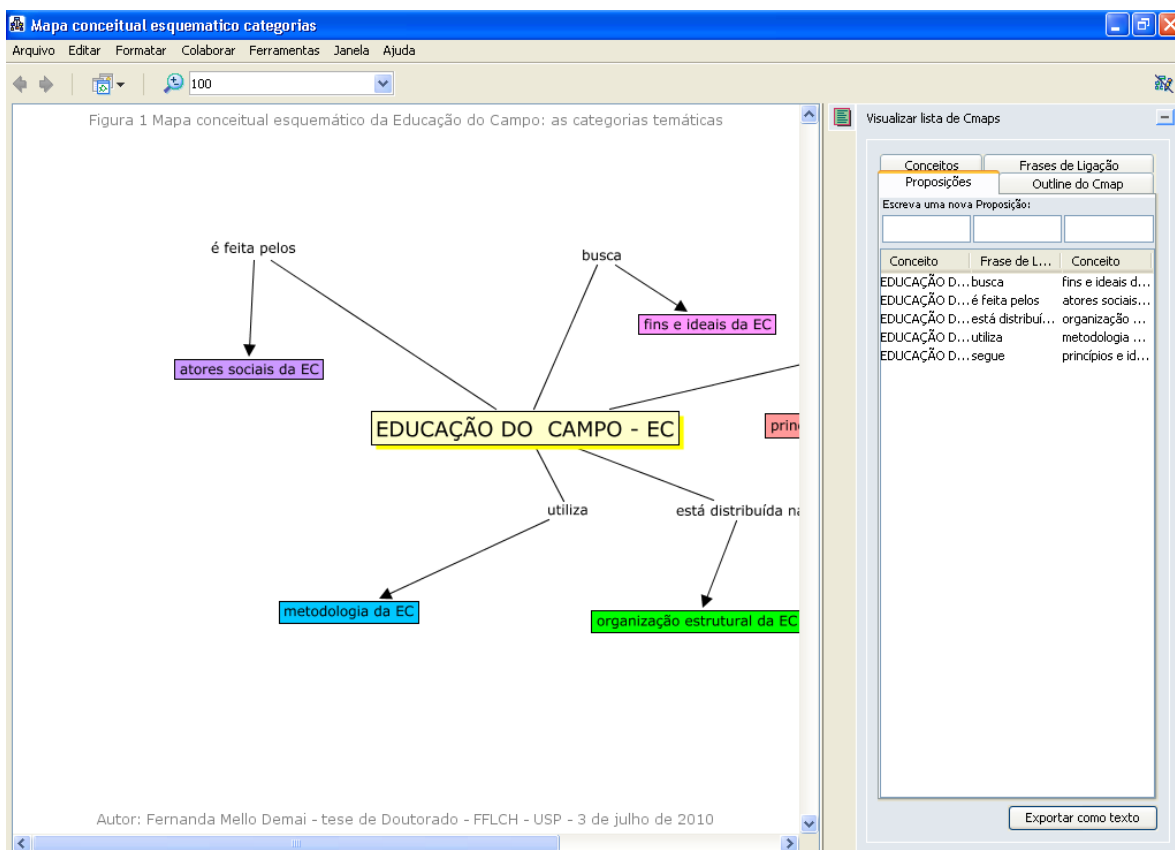 Mapa conceitual esquematico categorias
Arquivo Editar Formatar Colaborar Ferramentas Janela Ajuda
100
Figura 1 Mapa conceitual esquemático da Educação do Campo: as categorias temáticas
é feita pelos
busca
fins e ideais da EC
atores sociais da EC
EDUCAÇÃO DO CAMPO - EC
prin
utiliza
está distribuída na
metodologia da EC
organização estrutural da EC
Autor: Fernanda Mello Demai - tese de Doutorado - FFLCH - USP - 3 de julho de 2010
Visualizar lista de Cmaps
Conceitos Frases de Ligação
Proposições Outline do Cmap
Escreva uma nova Proposição:
Conceito Frase de L... Conceito
EDUCAÇÃO D... busca fins e ideais d...
EDUCAÇÃO D... é feita pelos atores sociais...
EDUCAÇÃO D... está distribuí... organização ...
EDUCAÇÃO D... utiliza metodologia ...
EDUCAÇÃO D... segue princípios e id...
Exportar como texto